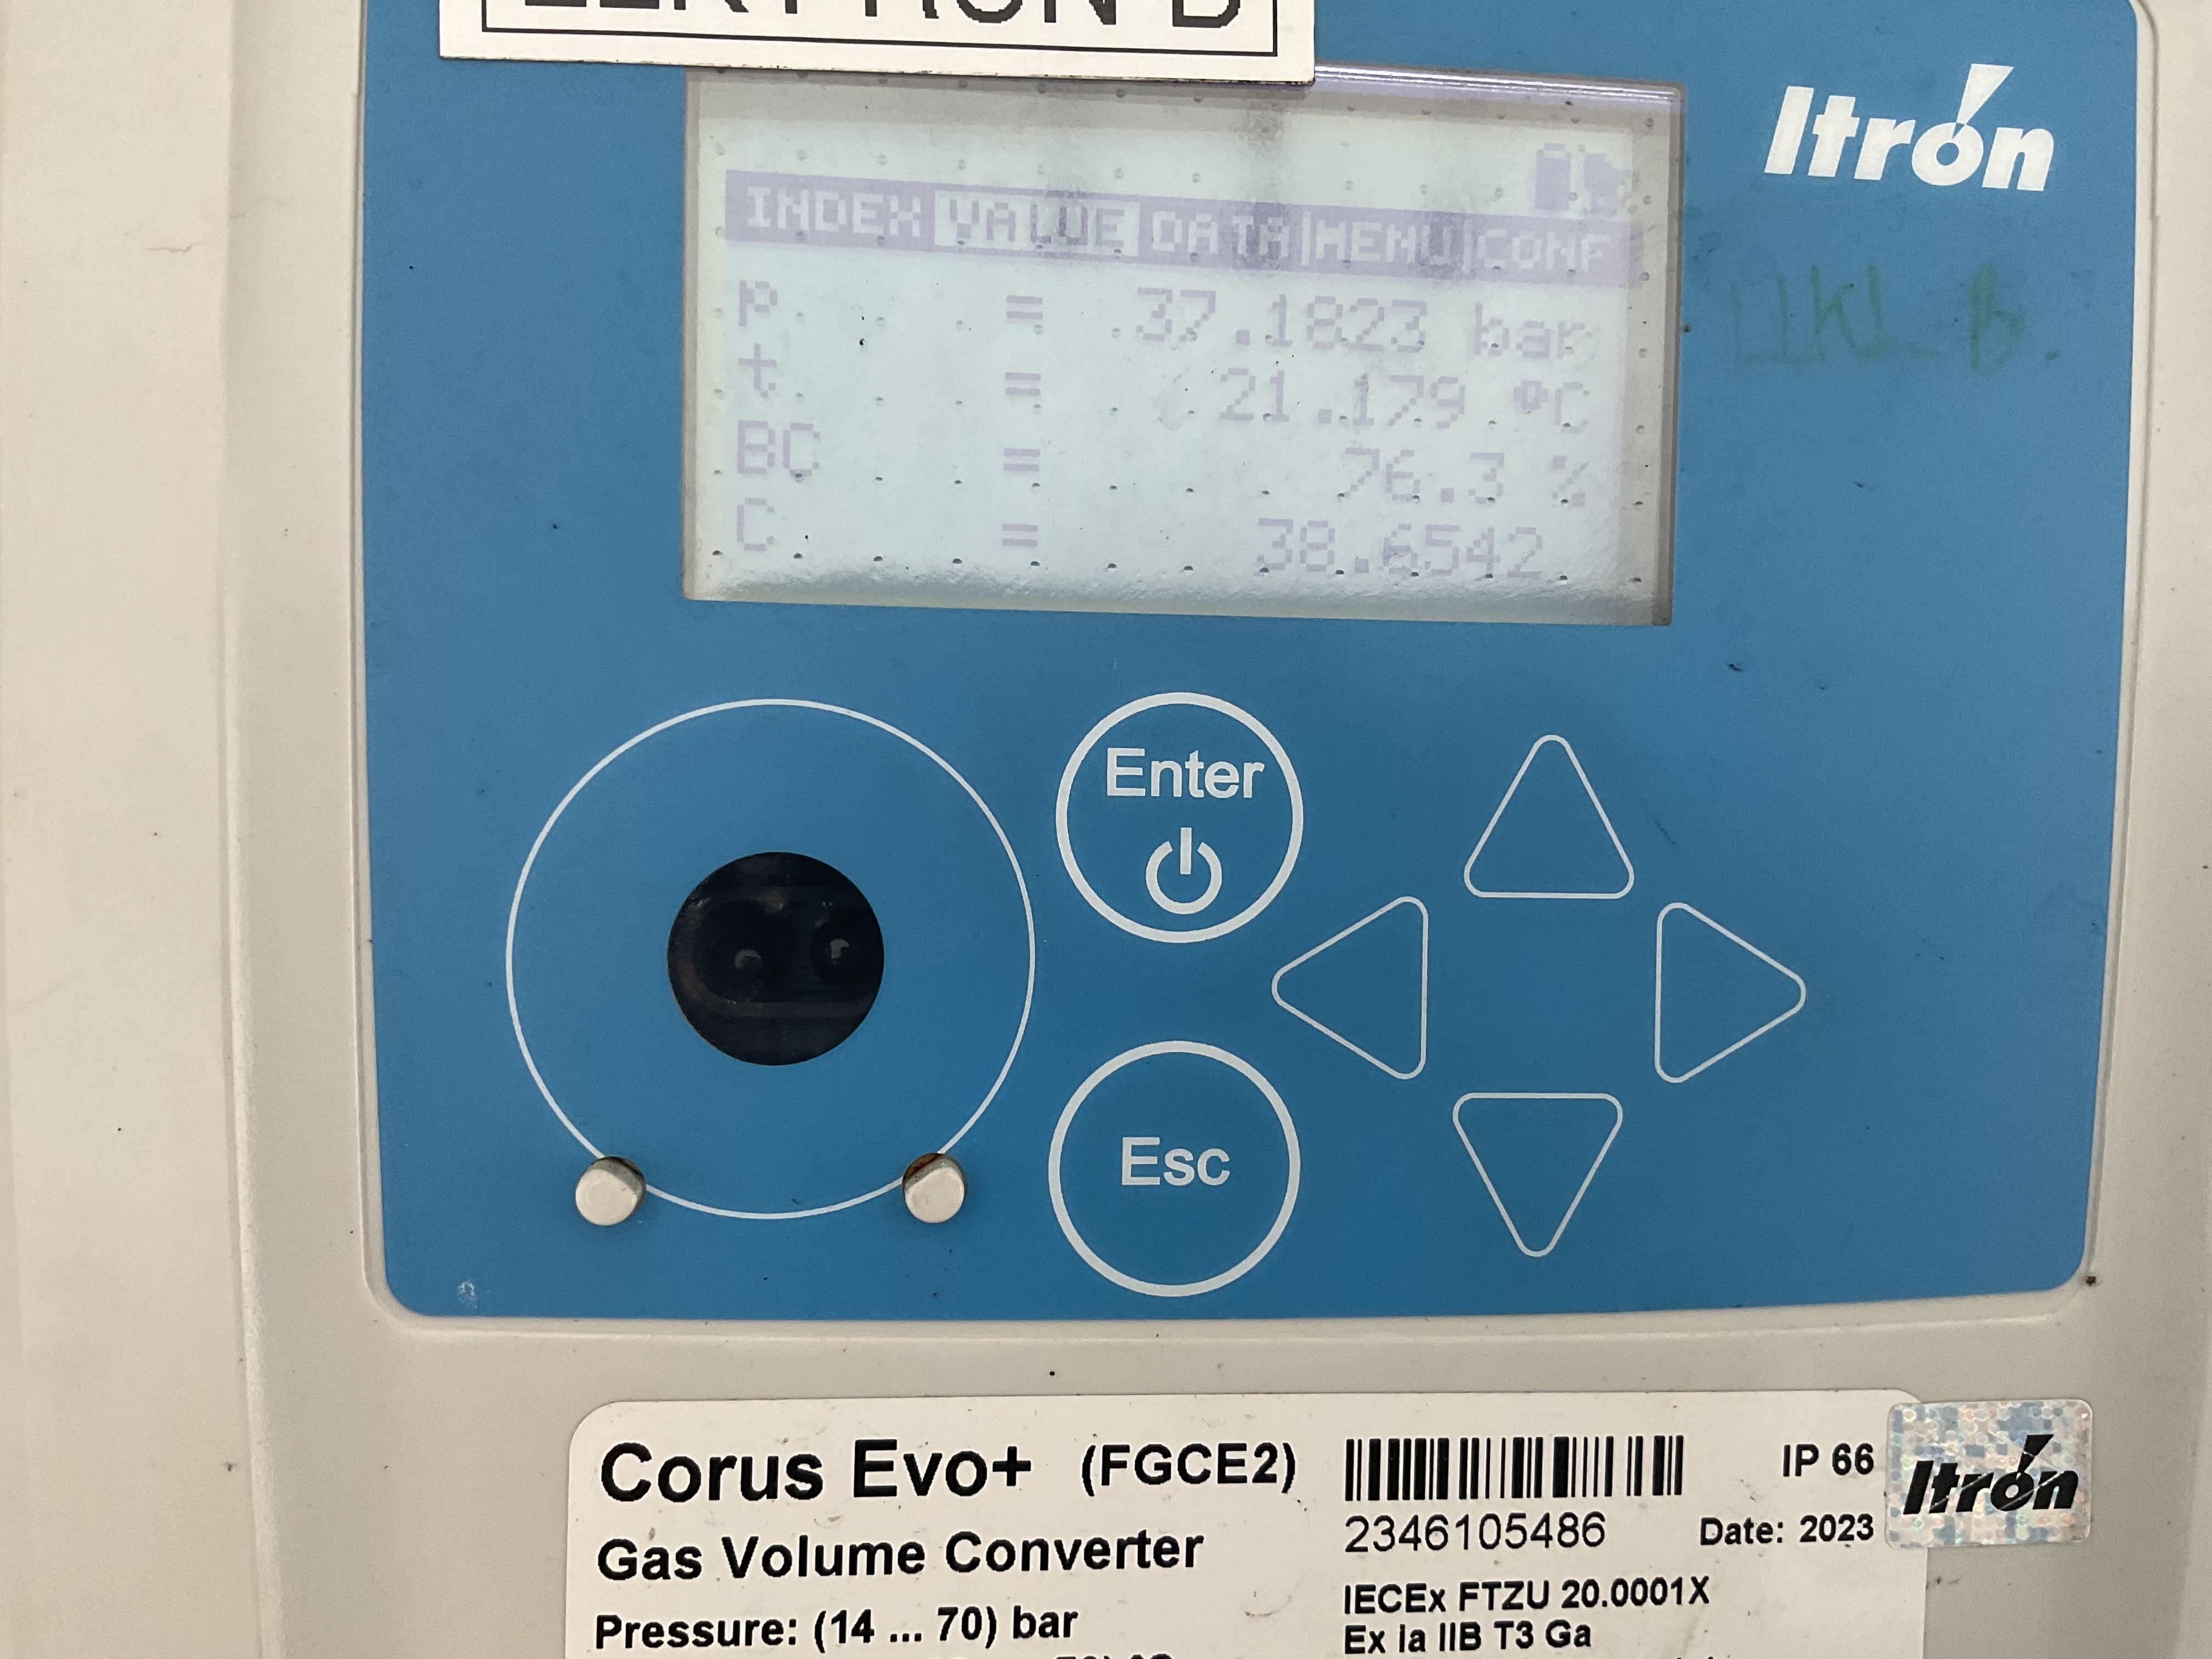 Itrón
INDEX VALUE DATA|MENU|CONF
p = 37.1823 bar
t = 21.179 °C
BC = 76.3 %
C = 38.6542
Enter
Esc
Corus Evo+ (FGCE2)
IP 66
Itrón
2346105486
Date: 2023
Gas Volume Converter
IECEx FTZU 20.0001X
Pressure: (14 ... 70) bar
Ex ia IIB T3 Ga